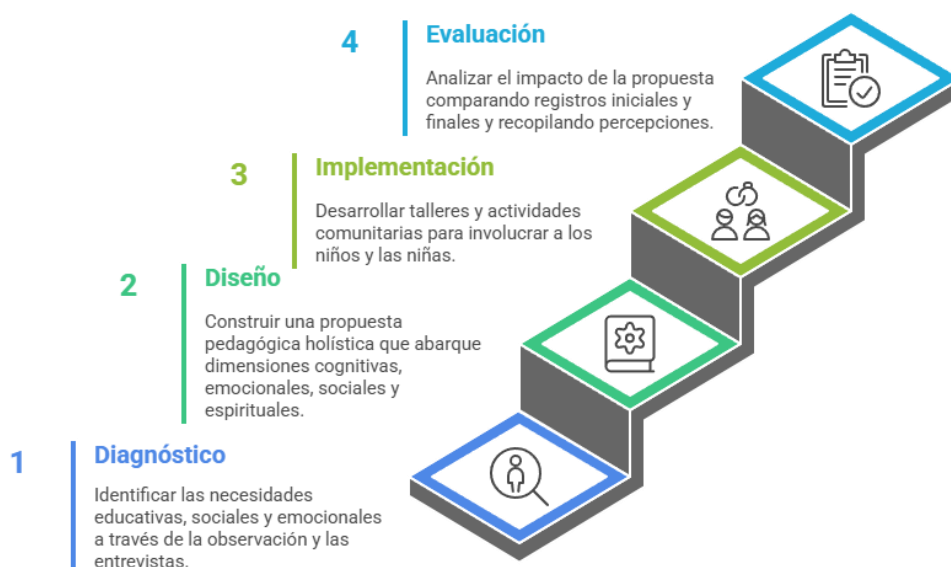 4
Evaluación
Analizar el impacto de la propuesta
comparando registros iniciales y
finales y recopilando percepciones.
3
Implementación
Desarrollar talleres y actividades
comunitarias para involucrar a los
niños y las niñas.
2
Diseño
Construir una propuesta
pedagógica holística que abarque
dimensiones cognitivas,
emocionales, sociales y
espirituales.
1
Diagnóstico
Identificar las necesidades
educativas, sociales y emocionales
a través de la observación y las
entrevistas.